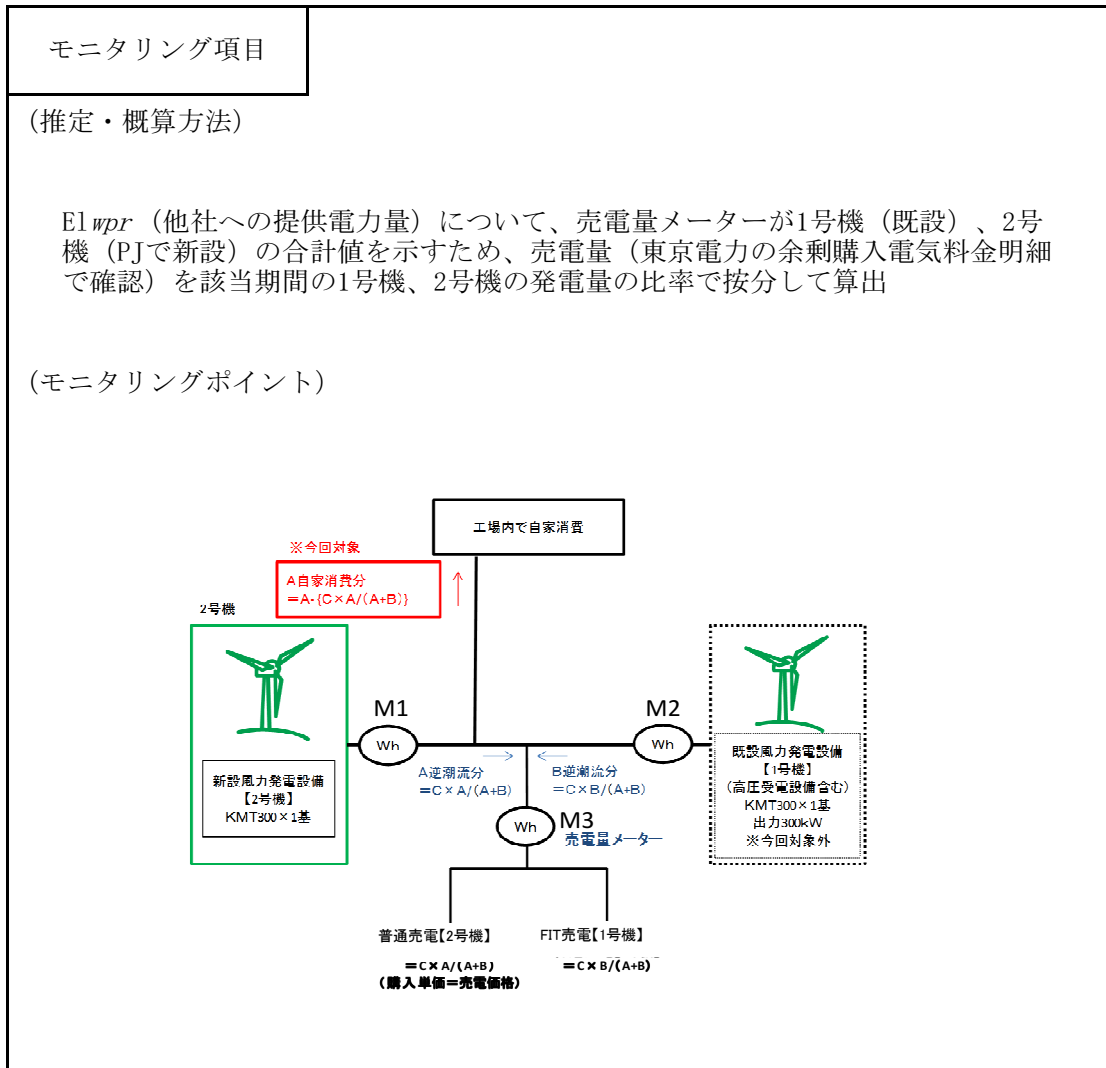 モニタリング項目
(推定・概算方法)
Elwpr(他社への提供電力量)について、売電量メーターが1号機(既設)、2号
機(PJで新設)の合計値を示すため、売電量(東京電力の余剰購入電気料金明細
で確認)を該当期間の1号機、2号機の発電量の比率で按分して算出
(モニタリングポイント)
工場内で自家消費
※今回対象
A自家消費分
=A-{C×A/(A+B)}
2号機
M1
Wh
M2
Wh
新設風力発電設備
【2号機】
KMT300×1基
A逆潮流分
=C×A/(A+B)
B逆潮流分
=C×B/(A+B)
既設風力発電設備
【1号機】
(高圧受電設備含む)
KMT300×1基
出力300kW
※今回対象外
Wh
M3
売電量メーター
普通売電【2号機】
=C×A/(A+B)
(購入単価=売電価格)
FIT売電【1号機】
=C×B/(A+B)